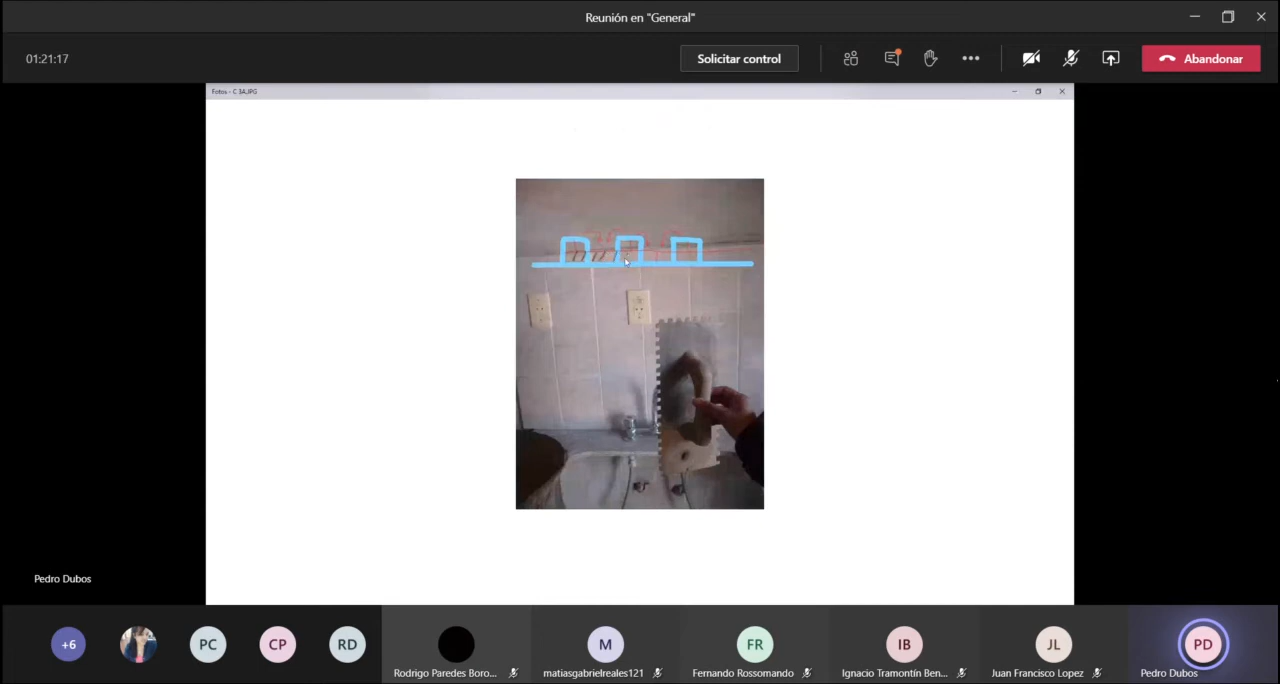 Reunión en "General"
01:21:17
Solicitar control
Abandonar
Fotos - C 3A.JPG
Pedro Dubos
+6
PC
CP
RD
M
FR
IB
JL
PD
Rodrigo Paredes Boro...
matiasgabrielreales121
Fernando Rossomando
Ignacio Tramontín Ben...
Juan Francisco Lopez
Pedro Dubos